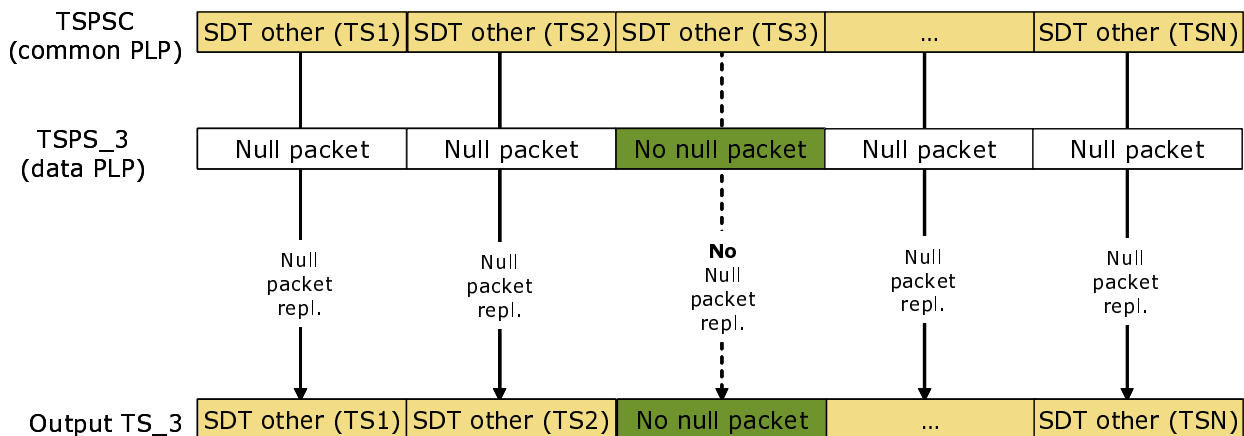 TSPSC
(common PLP)
SDT other (TS1) SDT other (TS2) SDT other (TS3) ... SDT other (TSN)
TSPS_3
(data PLP)
Null packet Null packet No null packet Null packet Null packet
Null
packet
repl.
Null
packet
repl.
No
Null
packet
repl.
Null
packet
repl.
Null
packet
repl.
Output TS_3
SDT other (TS1) SDT other (TS2) No null packet ... SDT other (TSN)